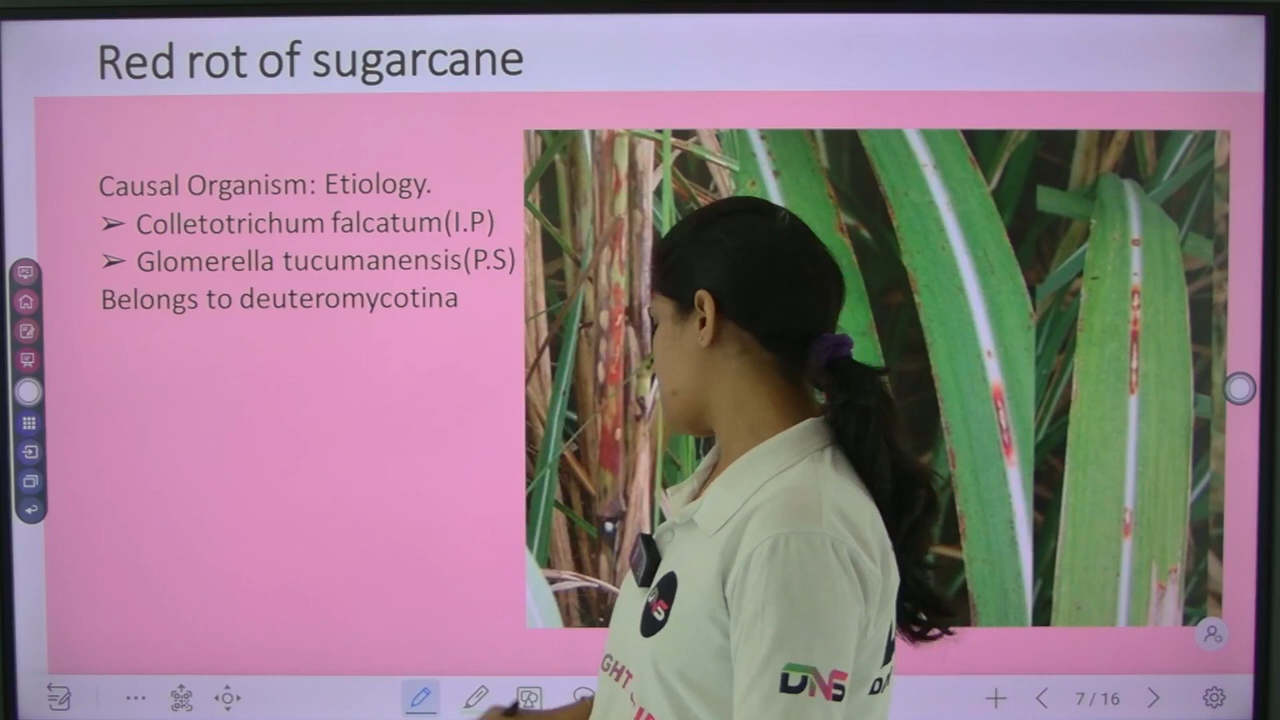 Red rot of sugarcane
Causal Organism: Etiology.
➢ Colletotrichum falcatum(I.P)
➢ Glomerella tucumanensis(P.S)
Belongs to deuteromycotina
DNS
7/16